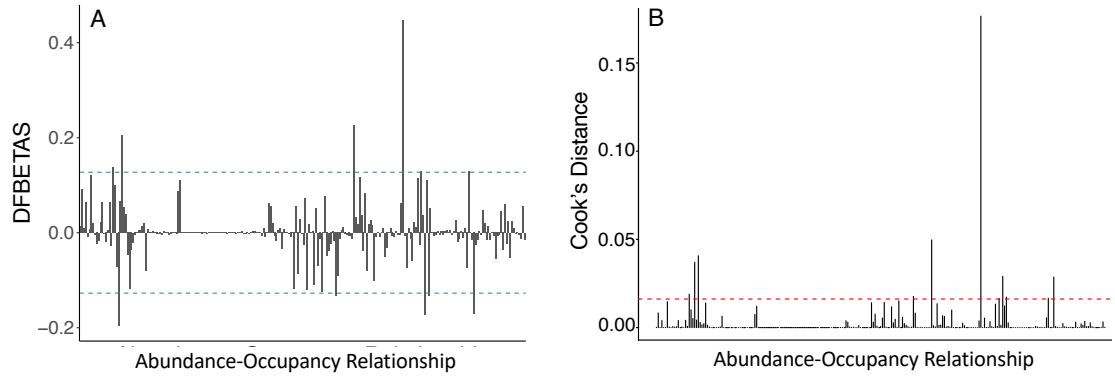 A
DFBETAS
0.4
0.2
0.0
−0.2
Abundance-Occupancy Relationship
B
Cook's Distance
0.15
0.10
0.05
0.00
Abundance-Occupancy Relationship